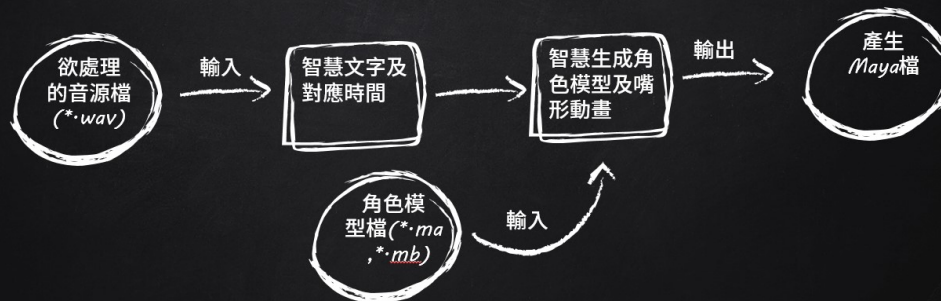 欲處理
的音源檔
(*.wav)
輸入
智慧文字及
對應時間
智慧生成角
色模型及嘴
形動畫
輸出
產生
Maya檔
角色模
型檔(*.ma
,*.mb)
輸入